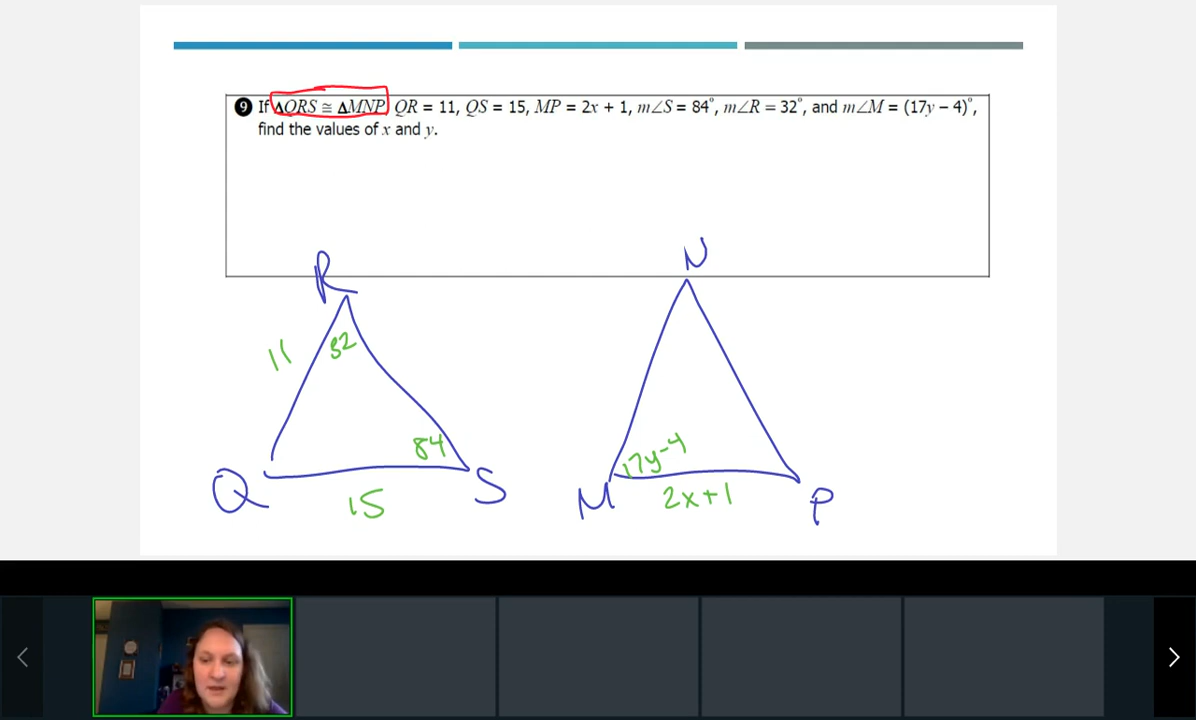 9 If ΔQRS ≅ ΔMNP, QR = 11, QS = 15, MP = 2x + 1, m∠S = 84°, m∠R = 32°, and m∠M = (17y − 4)°,
find the values of x and y.
R
N
11
32
84
17y-4
Q
15
S
M
2x+1
P